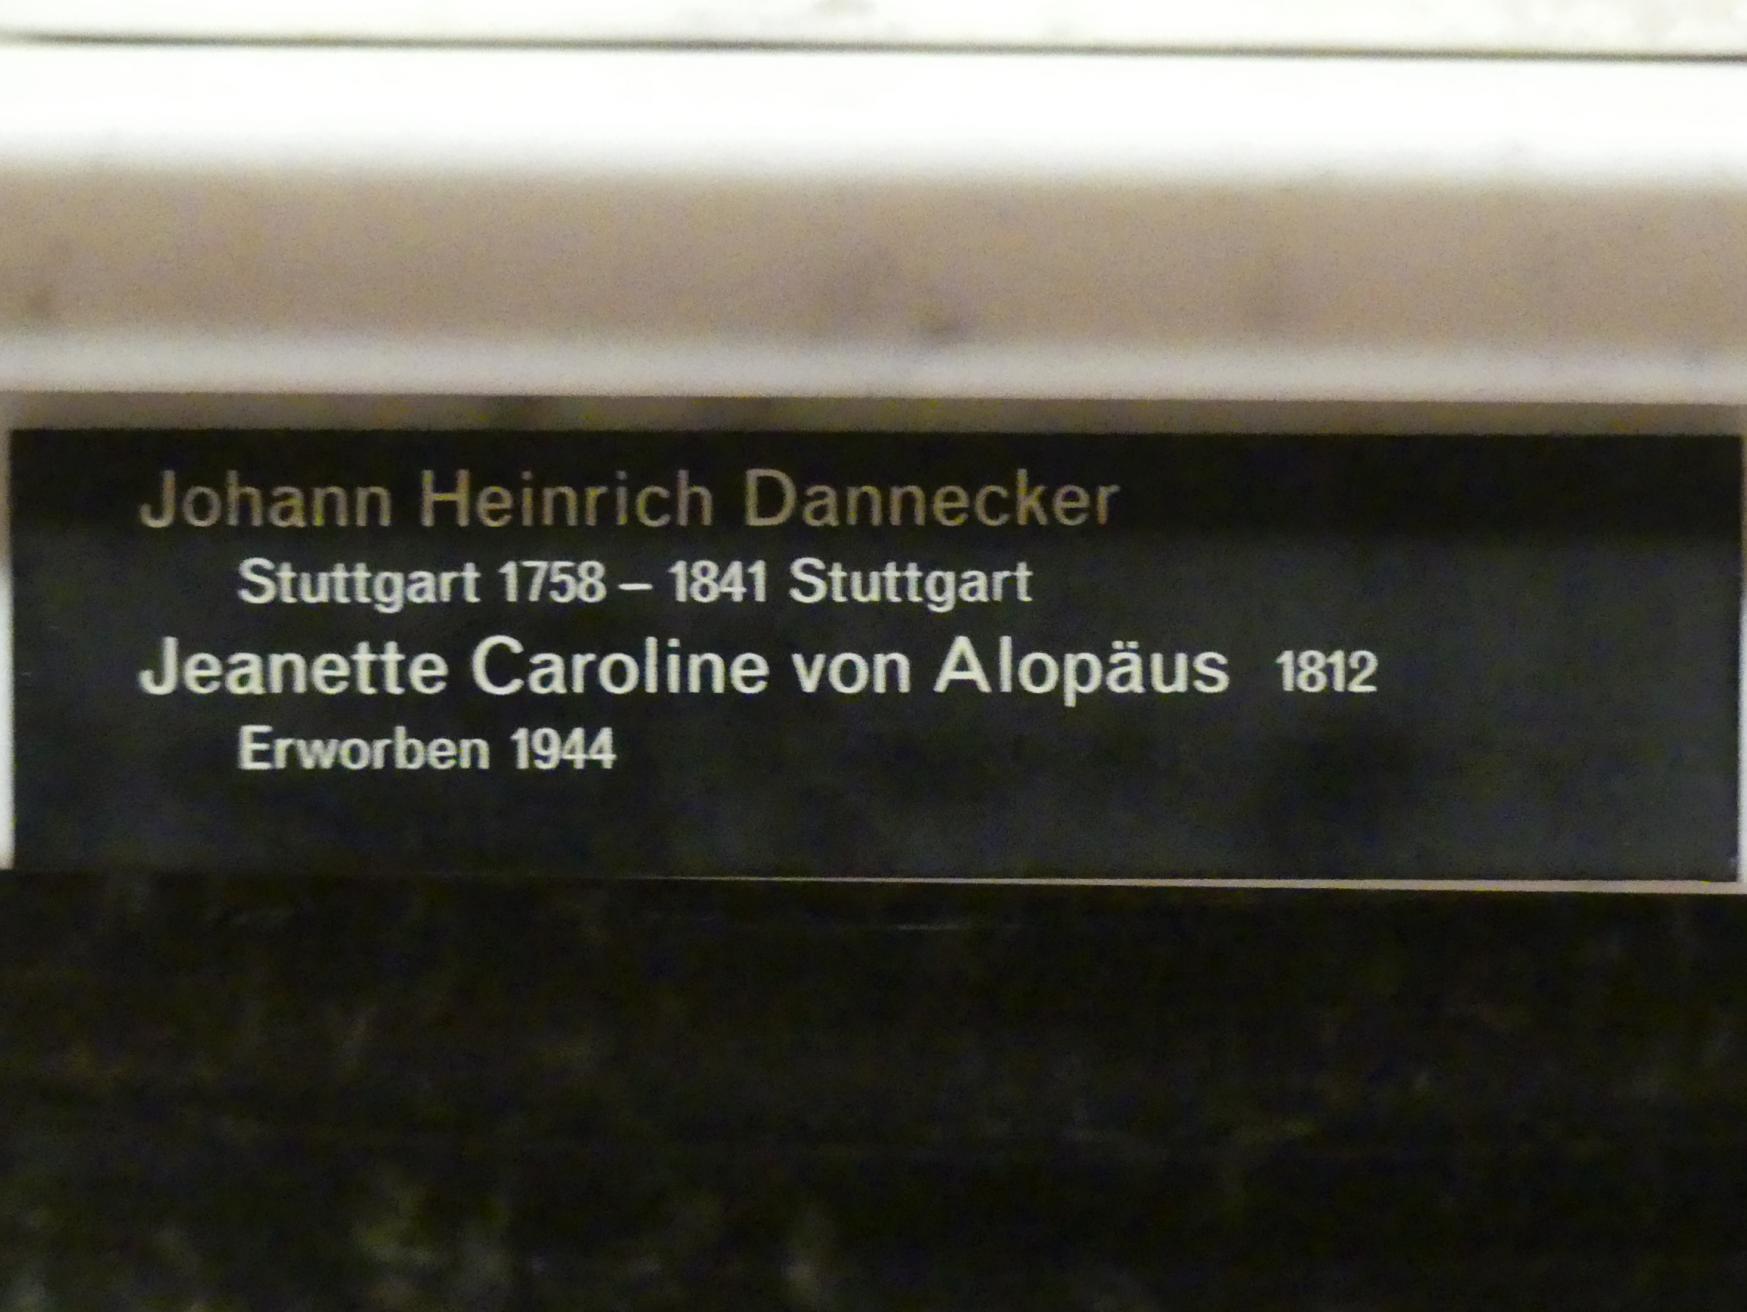 Johann Heinrich Dannecker
Stuttgart 1758 – 1841 Stuttgart
Jeanette Caroline von Alopäus 1812
Erworben 1944